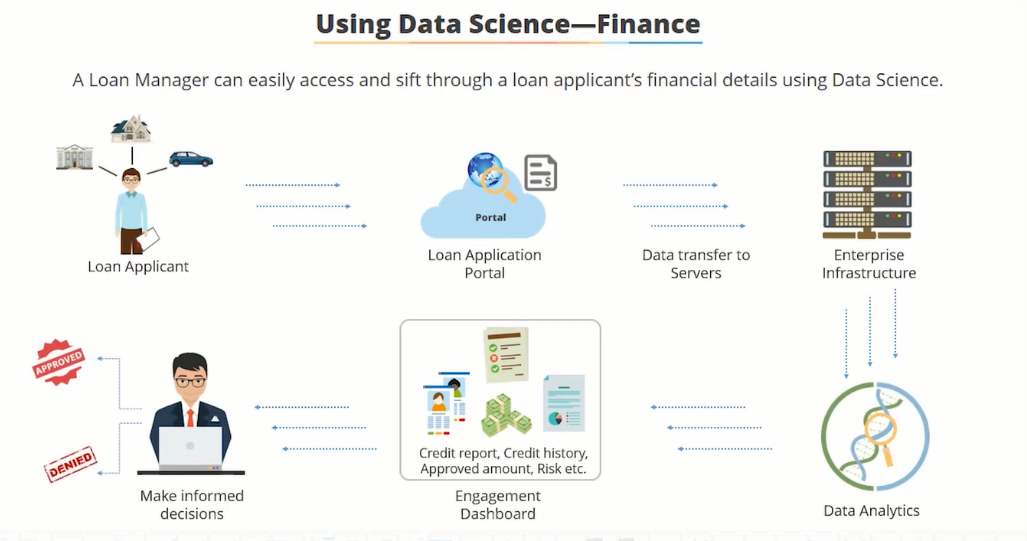 Using Data Science—Finance
A Loan Manager can easily access and sift through a loan applicant's financial details using Data Science.
Portal
$
Loan Applicant
Loan Application
Portal
Data transfer to
Servers
Enterprise
Infrastructure
APPROVED
DENIED
Make informed
decisions
Credit report, Credit history,
Approved amount, Risk etc.
Engagement
Dashboard
Data Analytics